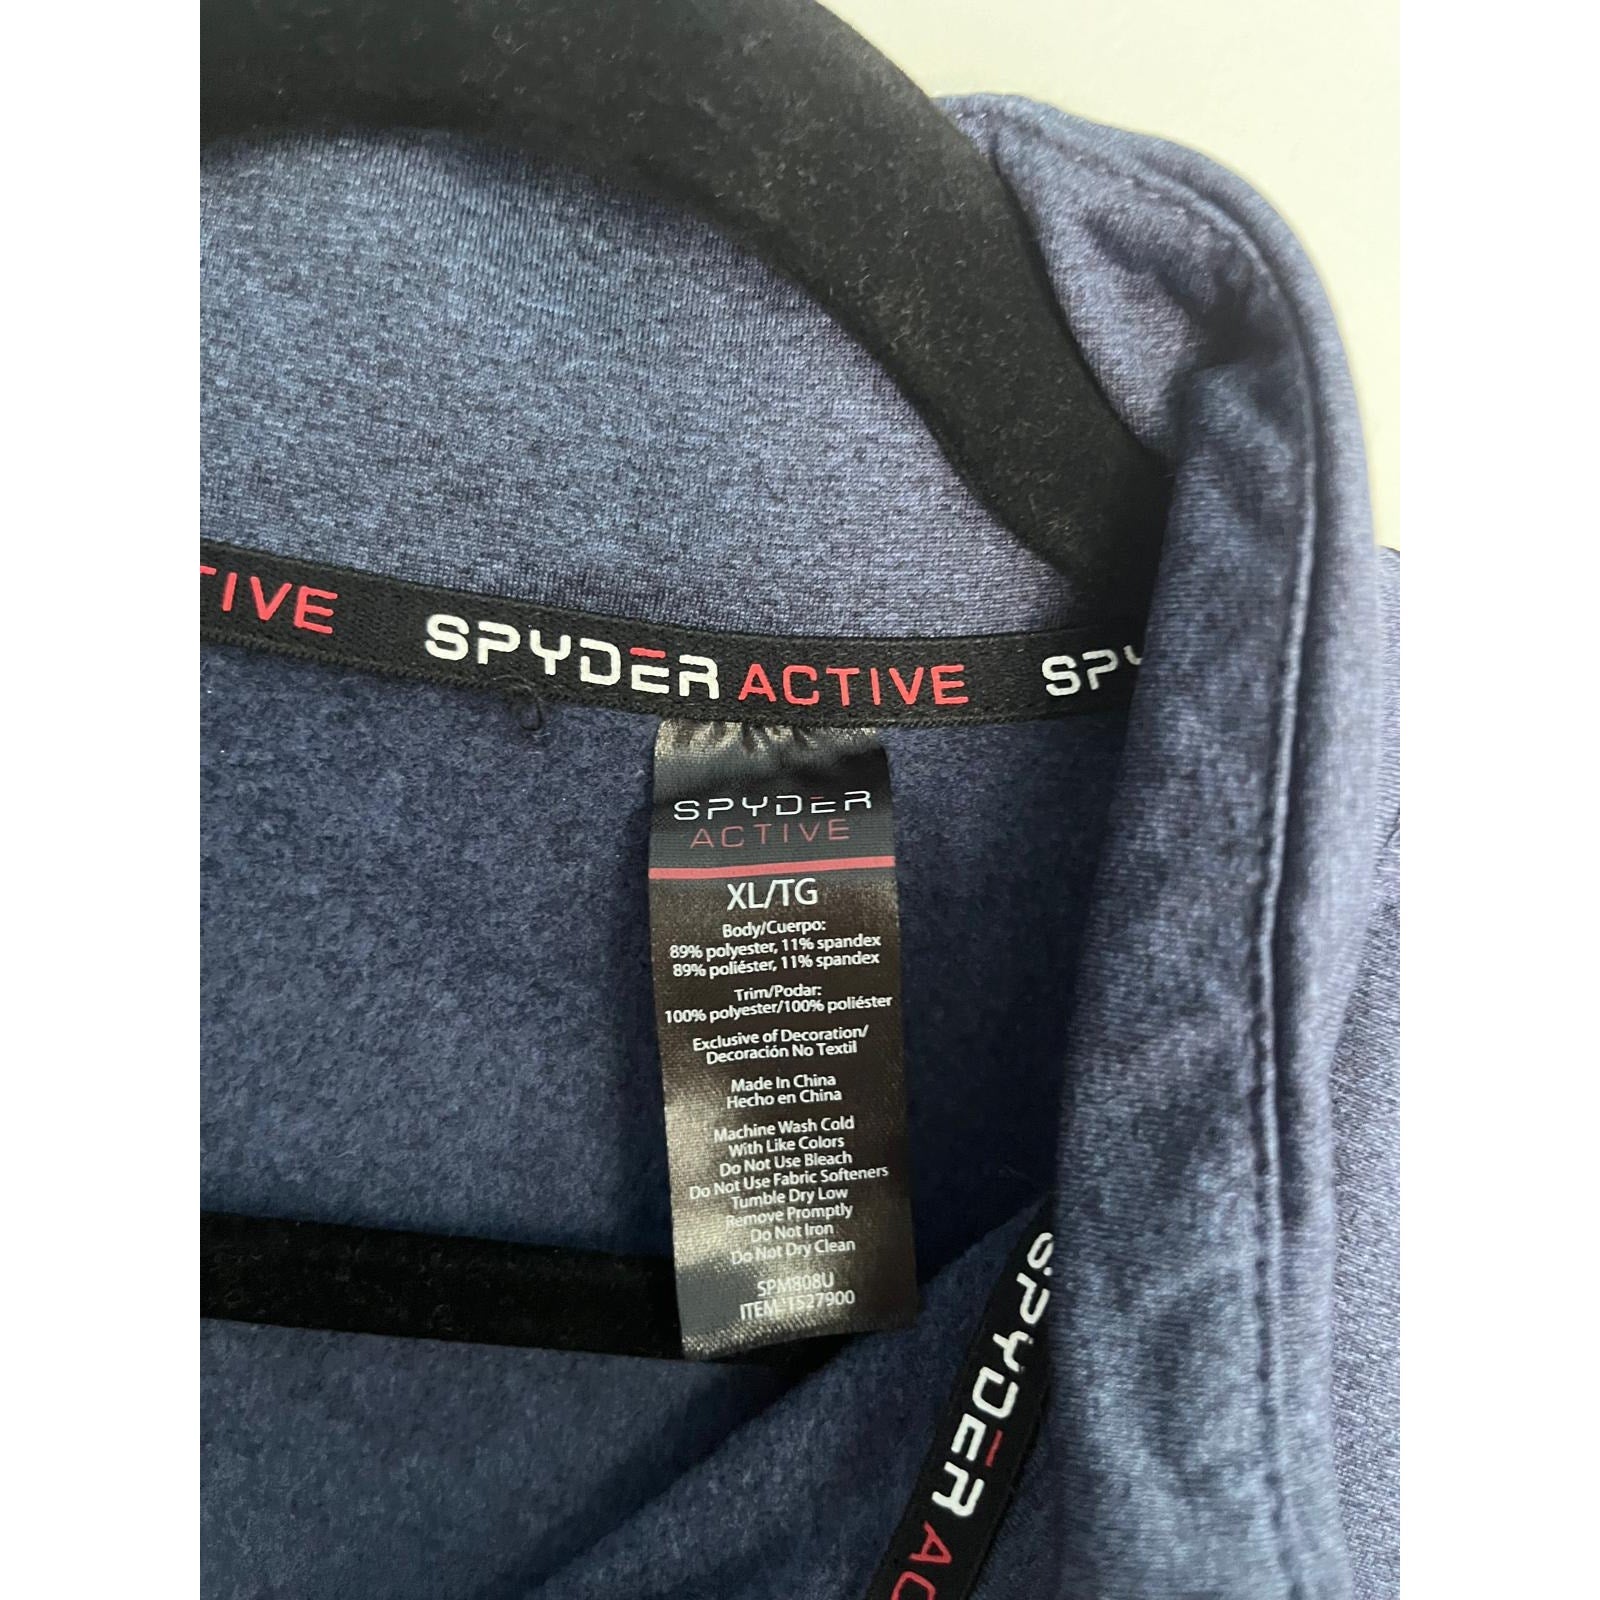 TIVE SPYDER ACTIVE SPY
SPYDER
ACTIVE
XL/TG
Body/Cuerpo:
89% polyester, 11% spandex
89% poliéster, 11% spandex
Trim/Podar:
100% polyester/100% poliéster
Exclusive of Decoration/
Decoración No Textil
Made In China
Hecho en China
Machine Wash Cold
With Like Colors
Do Not Use Bleach
Do Not Use Fabric Softeners
Tumble Dry Low
Remove Promptly
Do Not Iron
Do Not Dry Clean
SPM808U
ITEM: 1527900
SPYDER AC